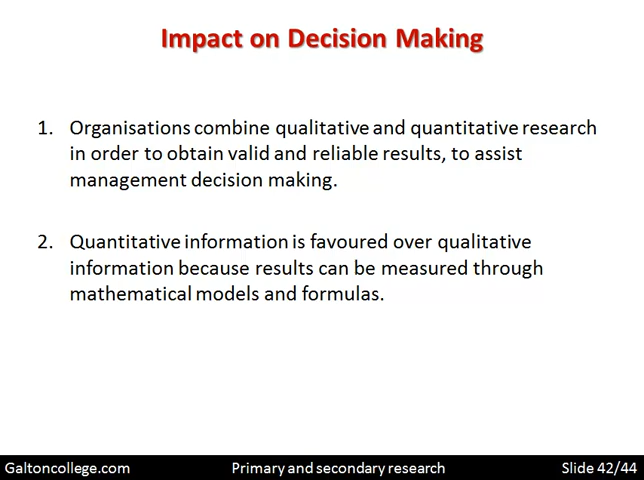 Impact on Decision Making
1. Organisations combine qualitative and quantitative research
in order to obtain valid and reliable results, to assist
management decision making.
2. Quantitative information is favoured over qualitative
information because results can be measured through
mathematical models and formulas.
Galtoncollege.com Primary and secondary research Slide 42/44